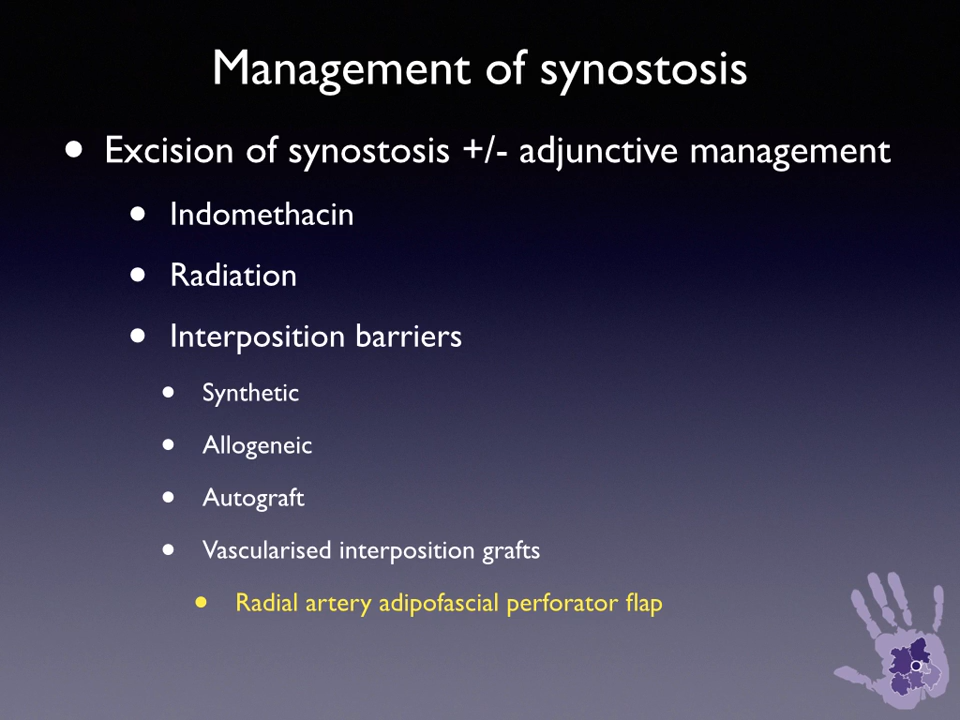 Management of synostosis
• Excision of synostosis +/- adjunctive management
• Indomethacin
• Radiation
• Interposition barriers
• Synthetic
• Allogeneic
• Autograft
• Vascularised interposition grafts
• Radial artery adipofascial perforator flap